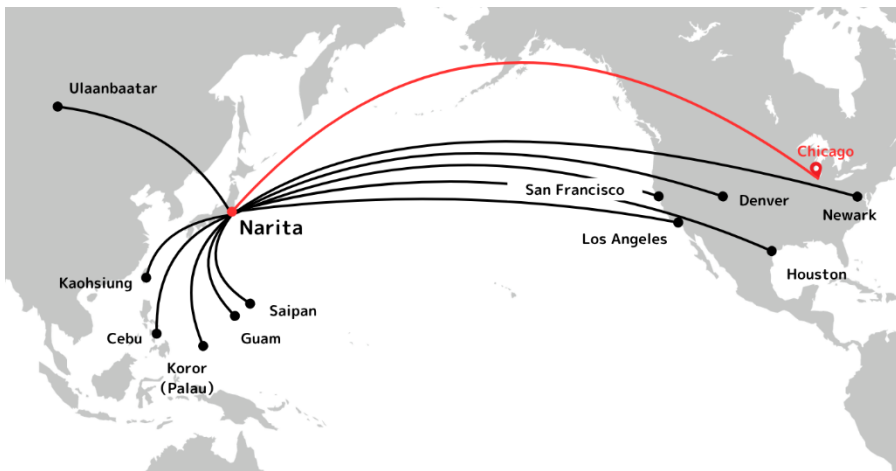 Ulaanbaatar
Chicago
San Francisco
Denver
Newark
Narita
Los Angeles
Houston
Kaohsiung
Saipan
Guam
Cebu
Koror
(Palau)